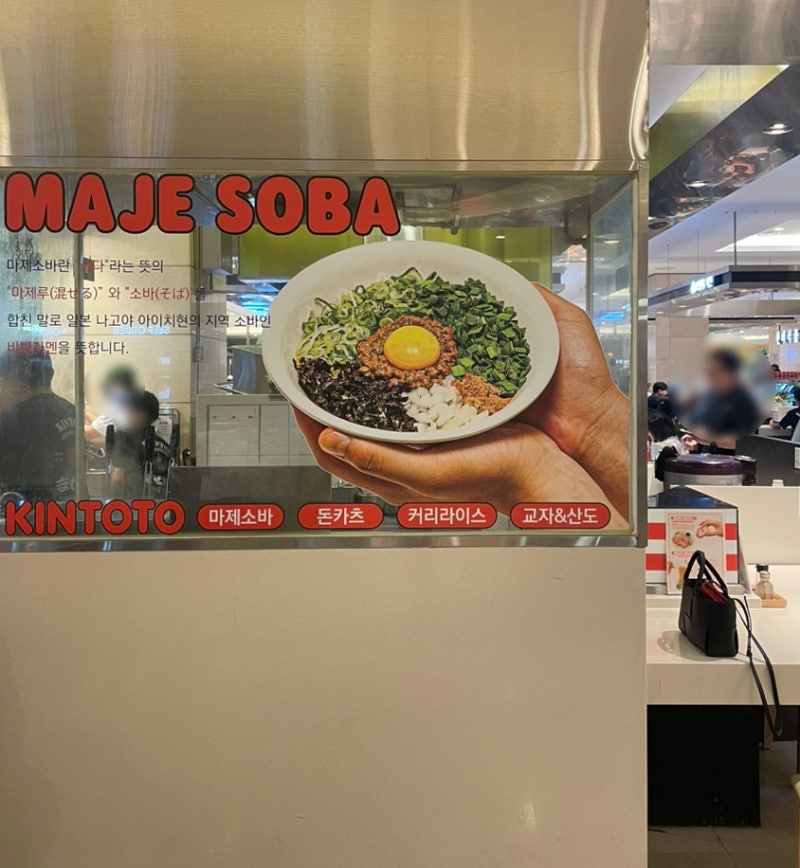 MAJE SOBA
마제소바란 "섞다"라는 뜻의
"마제루(混ぜる)" 와 "소바(そば)"를
합친 말로 일본 나고야 아이치현의 지역 소바인
비빔라멘을 뜻합니다.
KINTOTO
마제소바
돈카츠
커리라이스
교자&산도